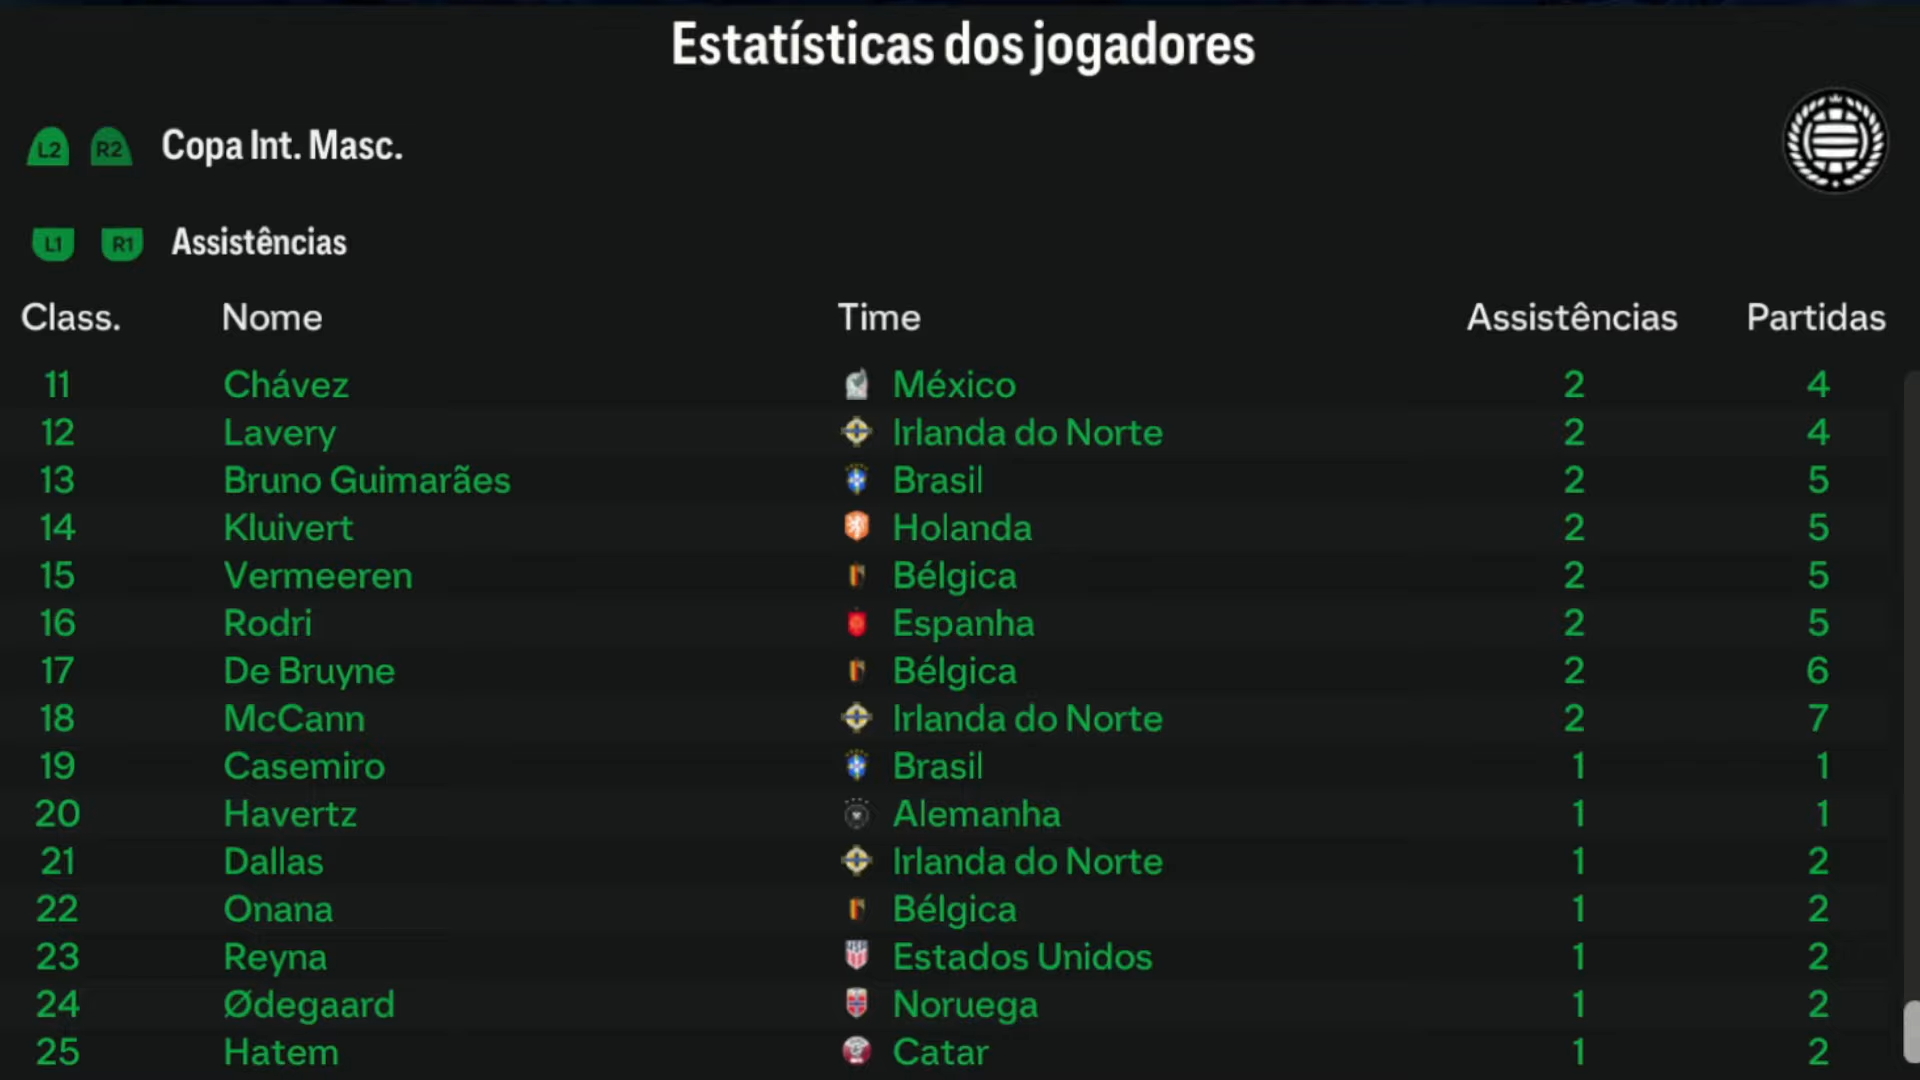 Estatísticas dos jogadores
L2 R2 Copa Int. Masc.
L1 R1 Assistências
Class. Nome Time Assistências Partidas
11 Chávez México 2 4
12 Lavery Irlanda do Norte 2 4
13 Bruno Guimarães Brasil 2 5
14 Kluivert Holanda 2 5
15 Vermeeren Bélgica 2 5
16 Rodri Espanha 2 5
17 De Bruyne Bélgica 2 6
18 McCann Irlanda do Norte 2 7
19 Casemiro Brasil 1 1
20 Havertz Alemanha 1 1
21 Dallas Irlanda do Norte 1 2
22 Onana Bélgica 1 2
23 Reyna Estados Unidos 1 2
24 Ødegaard Noruega 1 2
25 Hatem Catar 1 2